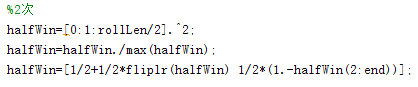 %2次
halfWin=[0:1:rollLen/2].^2;
halfWin=halfWin./max(halfWin);
halfWin=[1/2+1/2*fliplr(halfWin) 1/2*(1.-halfWin(2:end))];